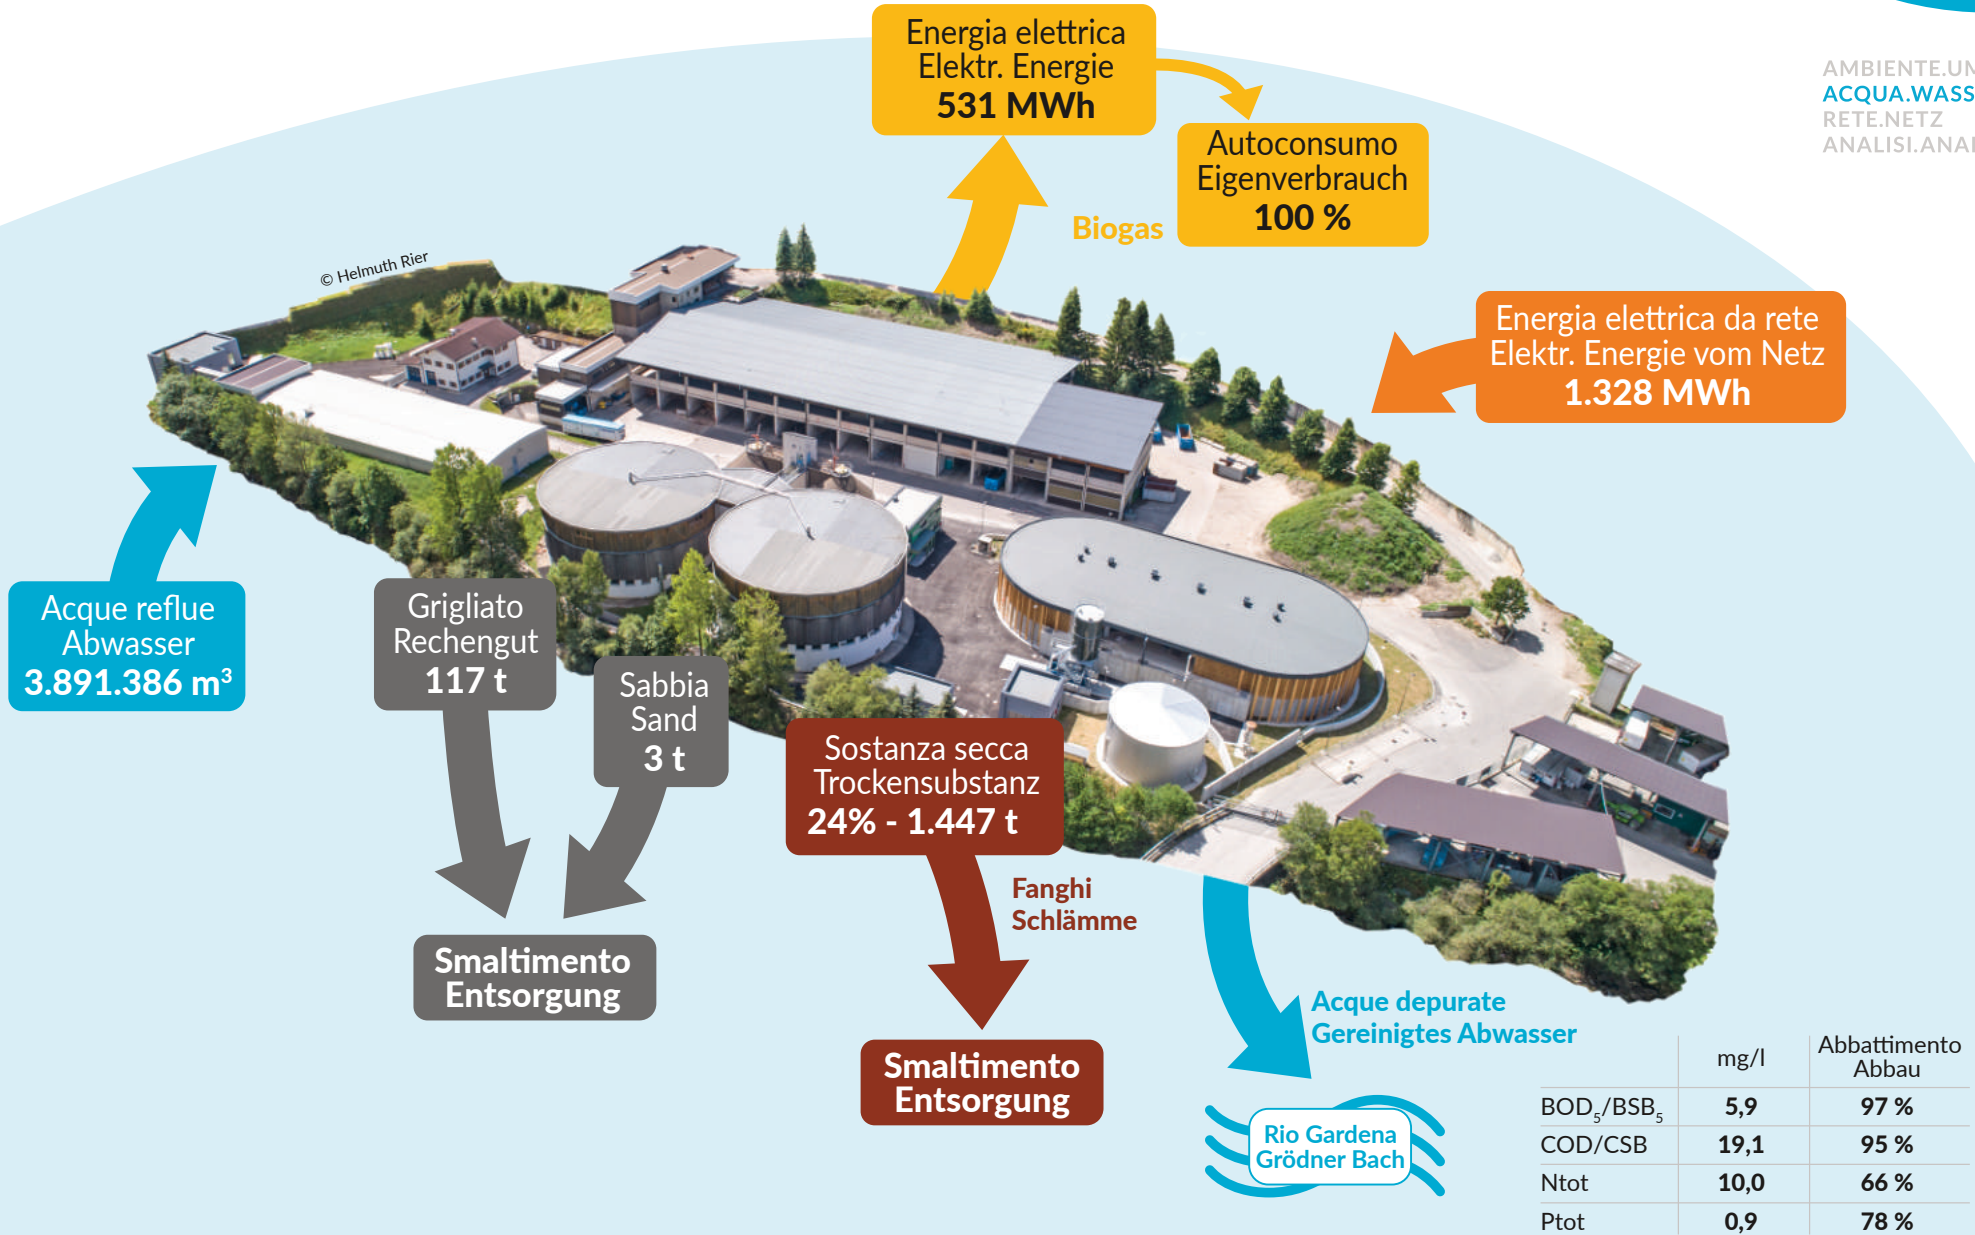 Energia elettrica
Elektr. Energie
531 MWh
AMBIENTE.UM
ACQUA.WASS
RETE.NETZ
ANALISI.ANAL
Autoconsumo
Eigenverbrauch
100 %
Biogas
© Helmuth Rier
Energia elettrica da rete
Elektr. Energie vom Netz
1.328 MWh
Acque reflue
Abwasser
3.891.386 m³
Grigliato
Rechengut
117 t
Sabbia
Sand
3 t
Sostanza secca
Trockensubstanz
24% - 1.447 t
Fanghi
Schlämme
Smaltimento
Entsorgung
Smaltimento
Entsorgung
Acque depurate
Gereinigtes Abwasser
Rio Gardena
Grödner Bach
mg/l Abbattimento
Abbau
BOD₅/BSB₅ 5,9 97 %
COD/CSB 19,1 95 %
Ntot 10,0 66 %
Ptot 0,9 78 %